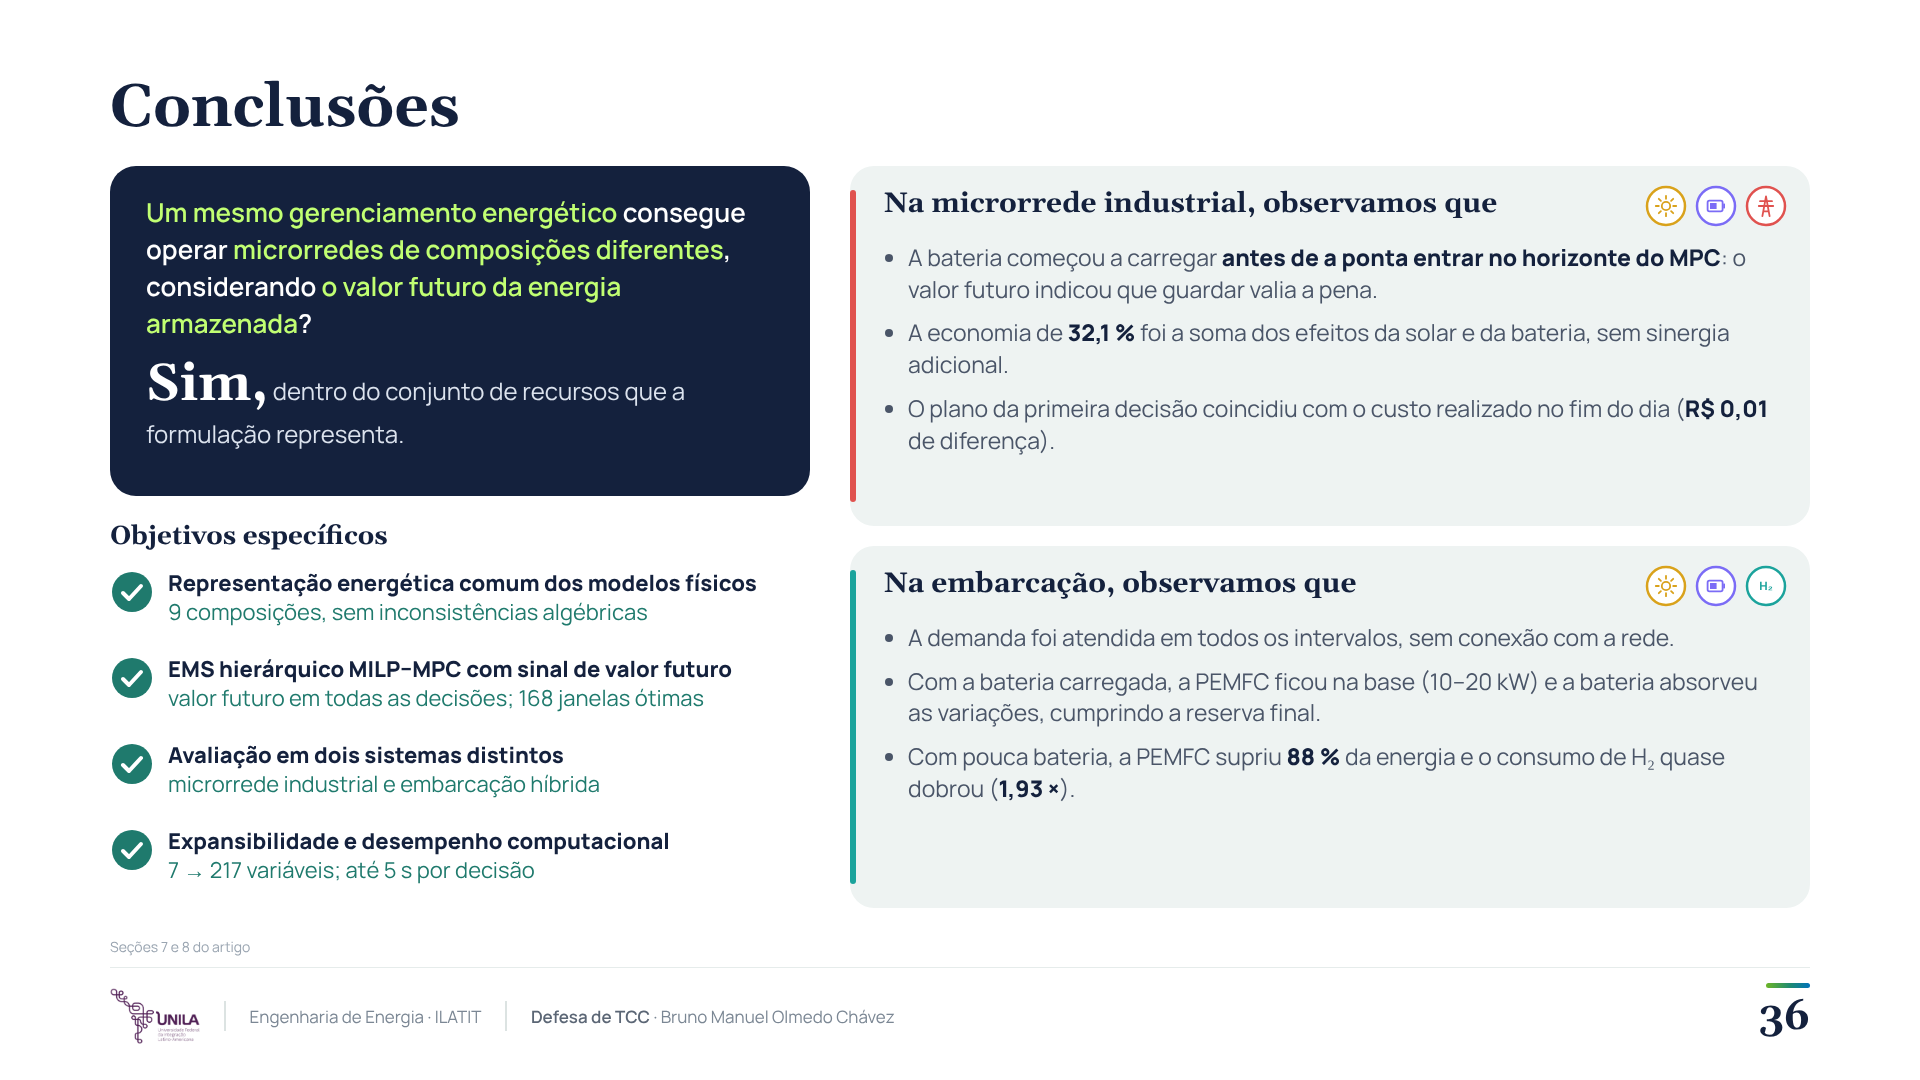 Conclusões
Um mesmo gerenciamento energético consegue
operar microrredes de composições diferentes,
considerando o valor futuro da energia
armazenada?
Sim, dentro do conjunto de recursos que a
formulação representa.
Objetivos específicos
Representação energética comum dos modelos físicos
9 composições, sem inconsistências algébricas
EMS hierárquico MILP–MPC com sinal de valor futuro
valor futuro em todas as decisões; 168 janelas ótimas
Avaliação em dois sistemas distintos
microrrede industrial e embarcação híbrida
Expansibilidade e desempenho computacional
7 → 217 variáveis; até 5 s por decisão
Na microrrede industrial, observamos que
• A bateria começou a carregar antes de a ponta entrar no horizonte do MPC: o
valor futuro indicou que guardar valia a pena.
• A economia de 32,1 % foi a soma dos efeitos da solar e da bateria, sem sinergia
adicional.
• O plano da primeira decisão coincidiu com o custo realizado no fim do dia (R$ 0,01
de diferença).
Na embarcação, observamos que
H₂
• A demanda foi atendida em todos os intervalos, sem conexão com a rede.
• Com a bateria carregada, a PEMFC ficou na base (10–20 kW) e a bateria absorveu
as variações, cumprindo a reserva final.
• Com pouca bateria, a PEMFC supriu 88 % da energia e o consumo de H₂ quase
dobrou (1,93 ×).
Seções 7 e 8 do artigo
UNILA
Universidade Federal
da Integração
Latino-Americana
Engenharia de Energia · ILATIT
Defesa de TCC · Bruno Manuel Olmedo Chávez
36